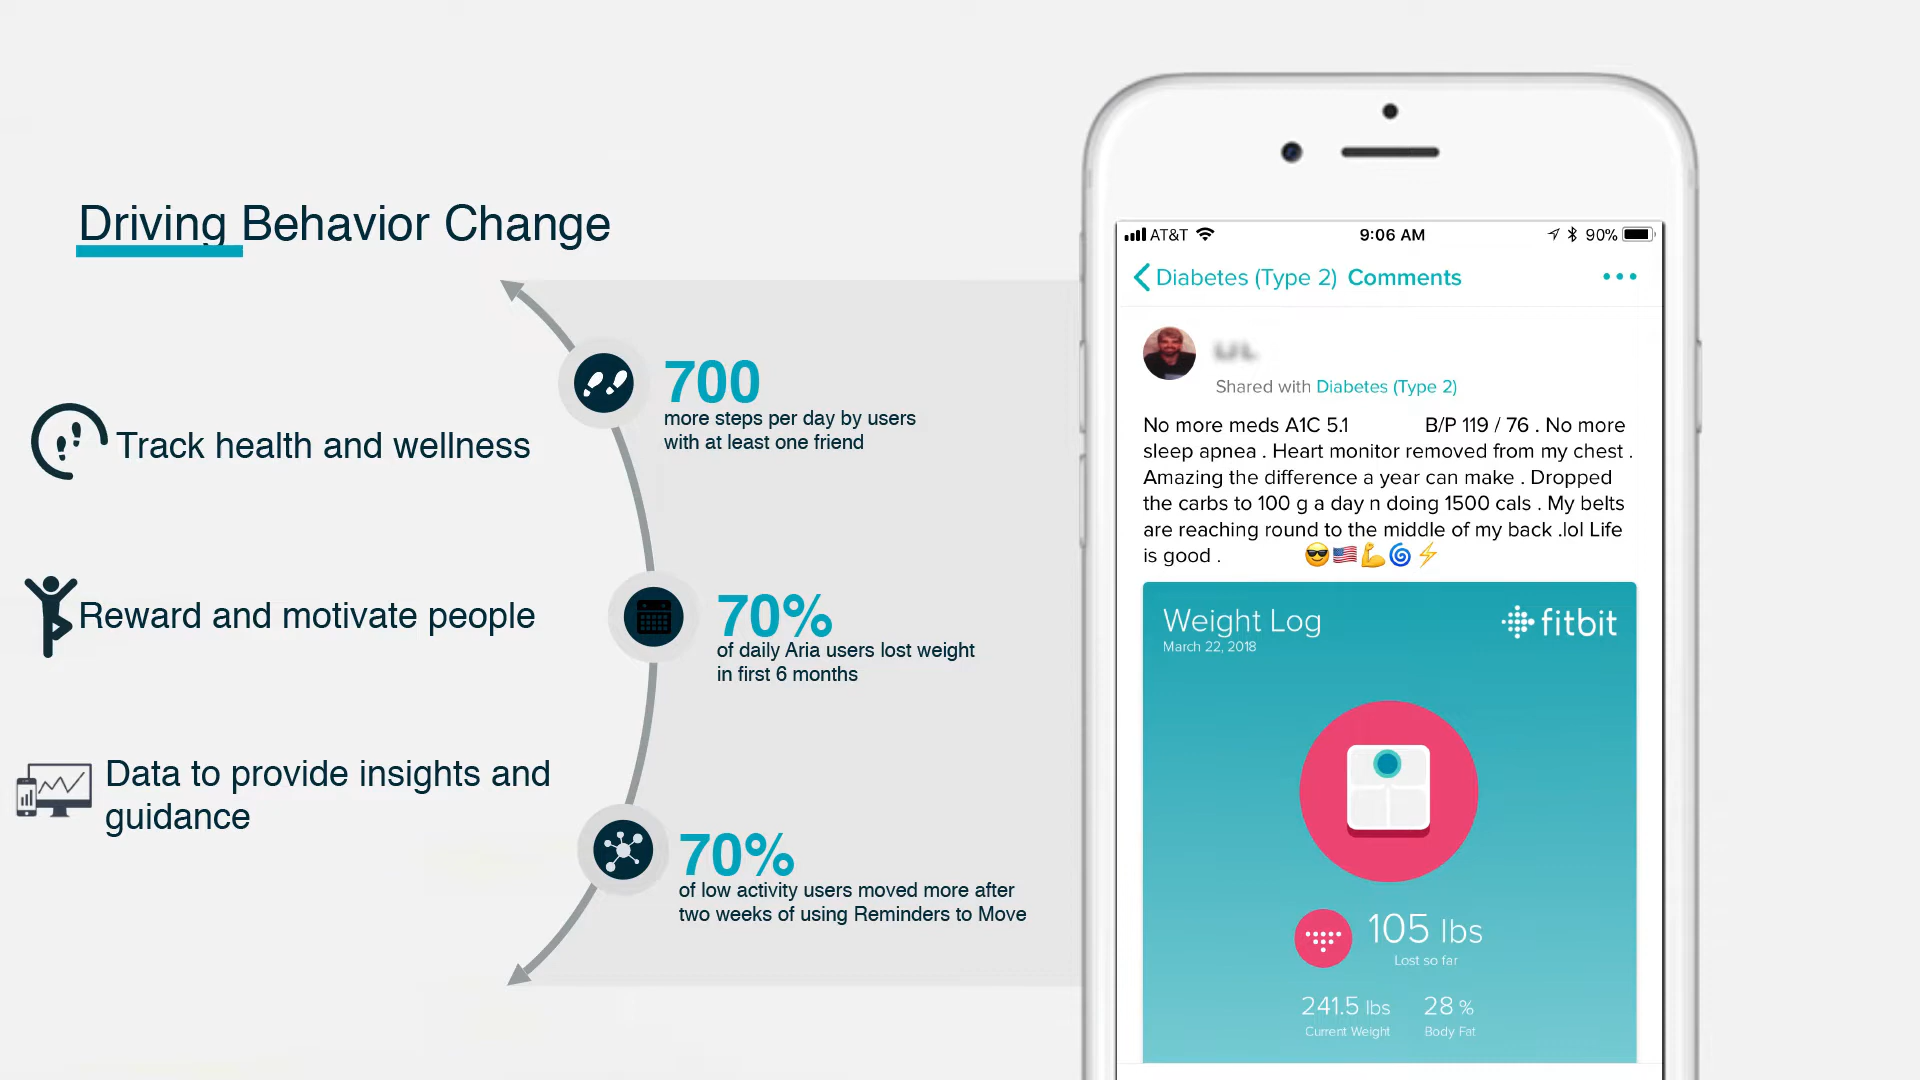 Driving Behavior Change
Track health and wellness
Reward and motivate people
Data to provide insights and
guidance
700
more steps per day by users
with at least one friend
70%
of daily Aria users lost weight
in first 6 months
70%
of low activity users moved more after
two weeks of using Reminders to Move
AT&T 9:06 AM 90%
Diabetes (Type 2) Comments
Shared with Diabetes (Type 2)
No more meds A1C 5.1 B/P 119 / 76 . No more
sleep apnea . Heart monitor removed from my chest .
Amazing the difference a year can make . Dropped
the carbs to 100 g a day n doing 1500 cals . My belts
are reaching round to the middle of my back .lol Life
is good . 😎🇺🇸💪🌀⚡
Weight Log fitbit
March 22, 2018
105 lbs
Lost so far
241.5 lbs 28 %
Current Weight Body Fat